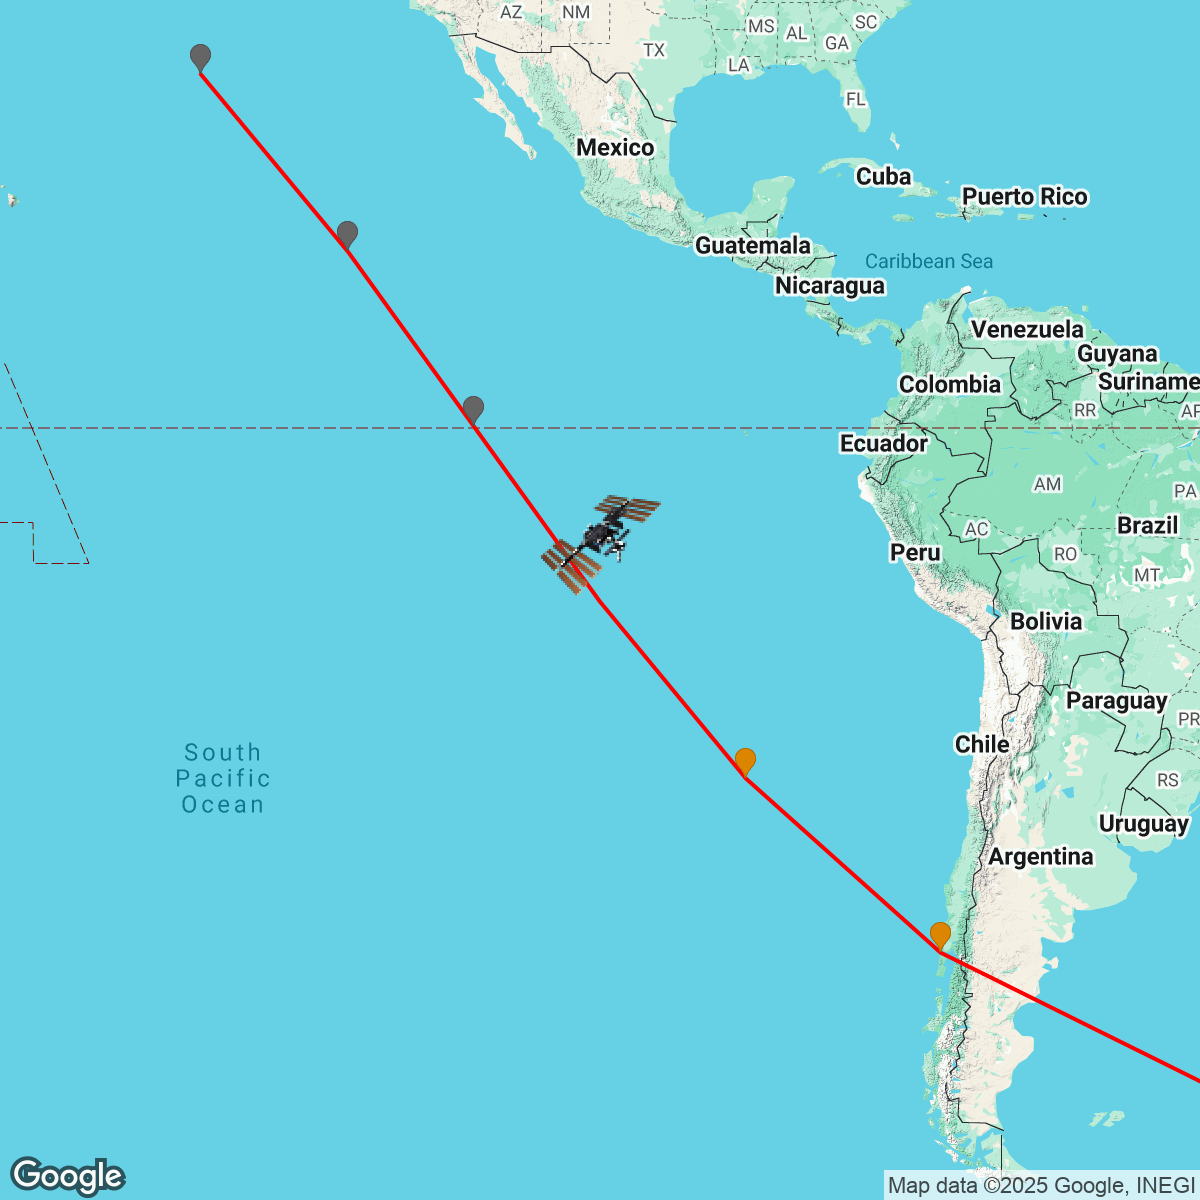 AZ
NM
TX
MS
AL
SC
GA
LA
FL
Mexico
Cuba
Puerto Rico
Guatemala
Caribbean Sea
Nicaragua
Venezuela
Guyana
Suriname
Colombia
RR
AP
Ecuador
AM
PA
AC
Brazil
Peru
RO
MT
Bolivia
Paraguay
PR
Chile
South
Pacific
Ocean
RS
Uruguay
Argentina
Google
Map data ©2025 Google, INEGI